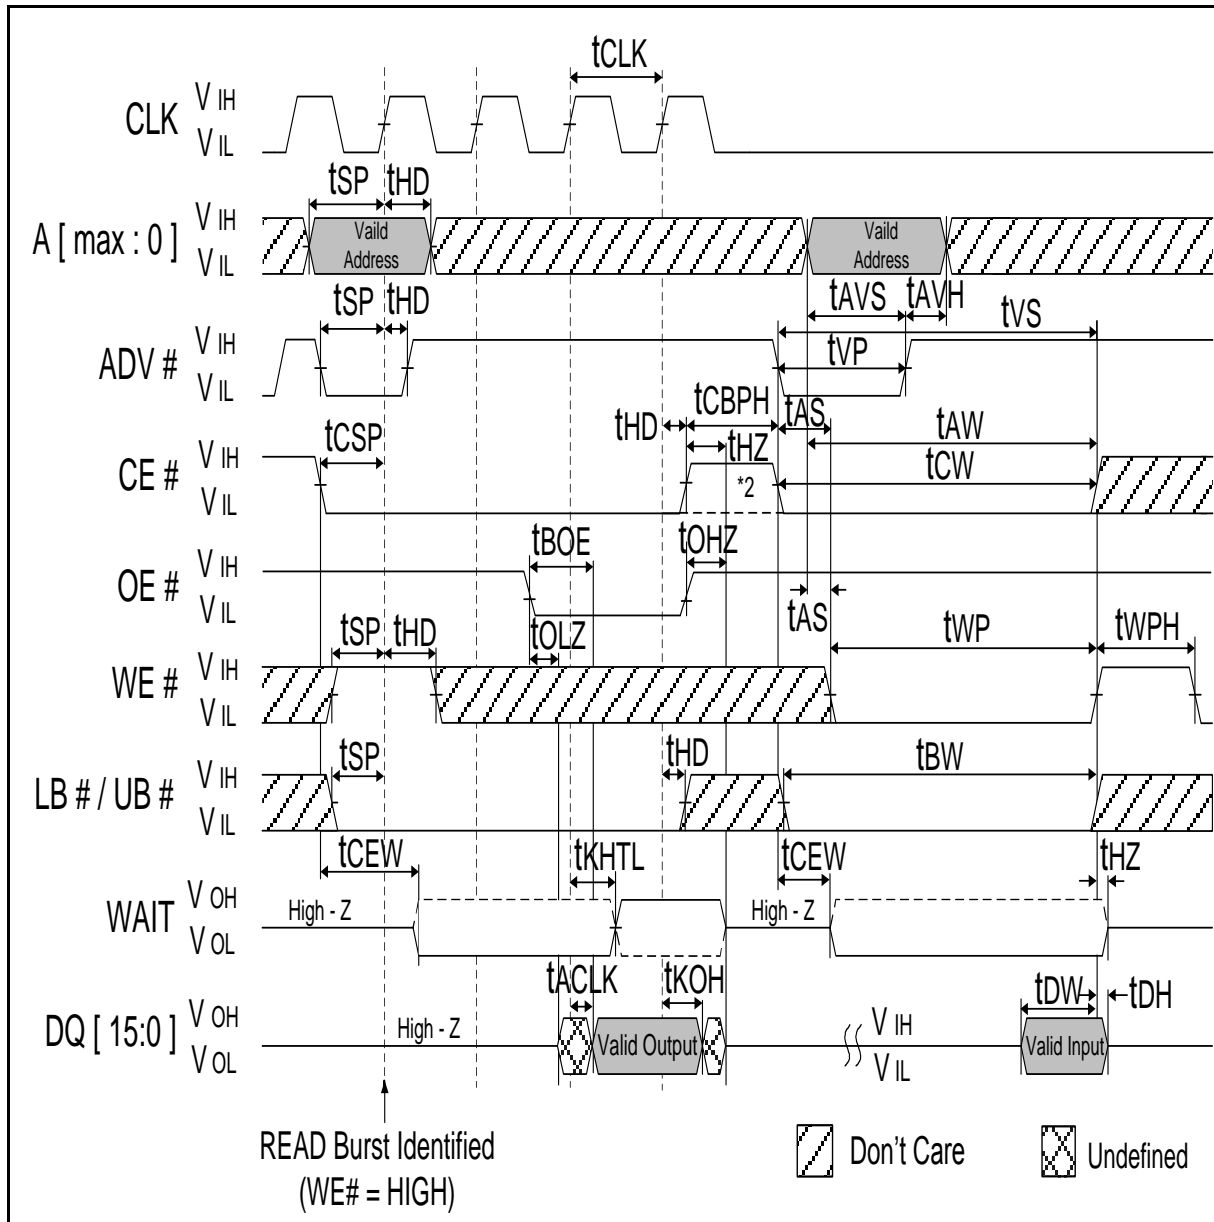 tCLK
CLK
V IH
V IL
tSP tHD
A [ max : 0 ]
V IH
V IL
Vaild
Address
Vaild
Address
tSP tHD
tAVS tAVH
tVS
ADV #
V IH
V IL
tVP
tCBPH
tHD
tAS
tAW
tCSP
tHZ
CE #
V IH
V IL
*2
tCW
tBOE
tOHZ
OE #
V IH
V IL
tAS
tSP tHD
tOLZ
tWP
tWPH
WE #
V IH
V IL
tSP
tHD
tBW
LB # / UB #
V IH
V IL
tCEW
tKHTL
tCEW
tHZ
WAIT
V OH
V OL
High - Z
High - Z
tACLK
tKOH
tDW
tDH
DQ [ 15:0 ]
V OH
V OL
High - Z
Valid Output
V IH
V IL
Valid Input
READ Burst Identified
(WE# = HIGH)
Don't Care
Undefined